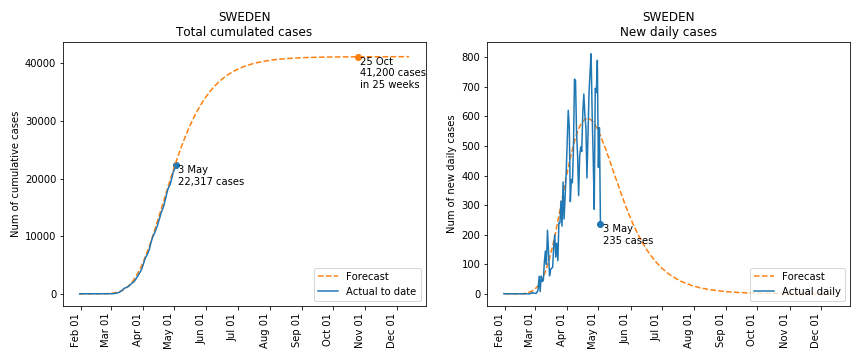 SWEDEN
Total cumulated cases
Num of cumulative cases
40000
30000
20000
10000
0
25 Oct
41,200 cases
in 25 weeks
3 May
22,317 cases
Forecast
Actual to date
Feb 01
Mar 01
Apr 01
May 01
Jun 01
Jul 01
Aug 01
Sep 01
Oct 01
Nov 01
Dec 01
SWEDEN
New daily cases
Num of new daily cases
800
700
600
500
400
300
200
100
0
3 May
235 cases
Forecast
Actual daily
Feb 01
Mar 01
Apr 01
May 01
Jun 01
Jul 01
Aug 01
Sep 01
Oct 01
Nov 01
Dec 01